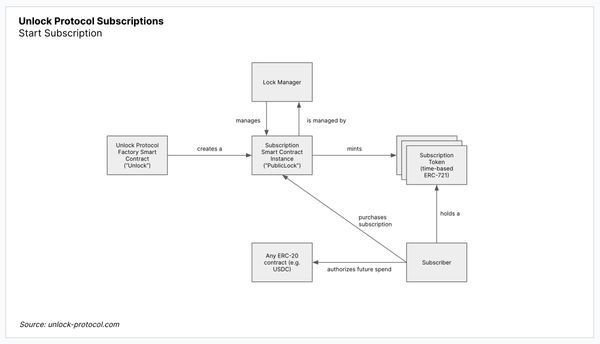 Unlock Protocol Subscriptions
Start Subscription
Lock Manager
manages
is managed by
Unlock Protocol
Factory Smart
Contract
("Unlock")
creates a
Subscription
Smart Contract
Instance
("PublicLock")
mints
Subscription
Token
(time-based
ERC-721)
purchases
subscription
holds a
Any ERC-20
contract (e.g.
USDC)
authorizes future spend
Subscriber
Source: unlock-protocol.com